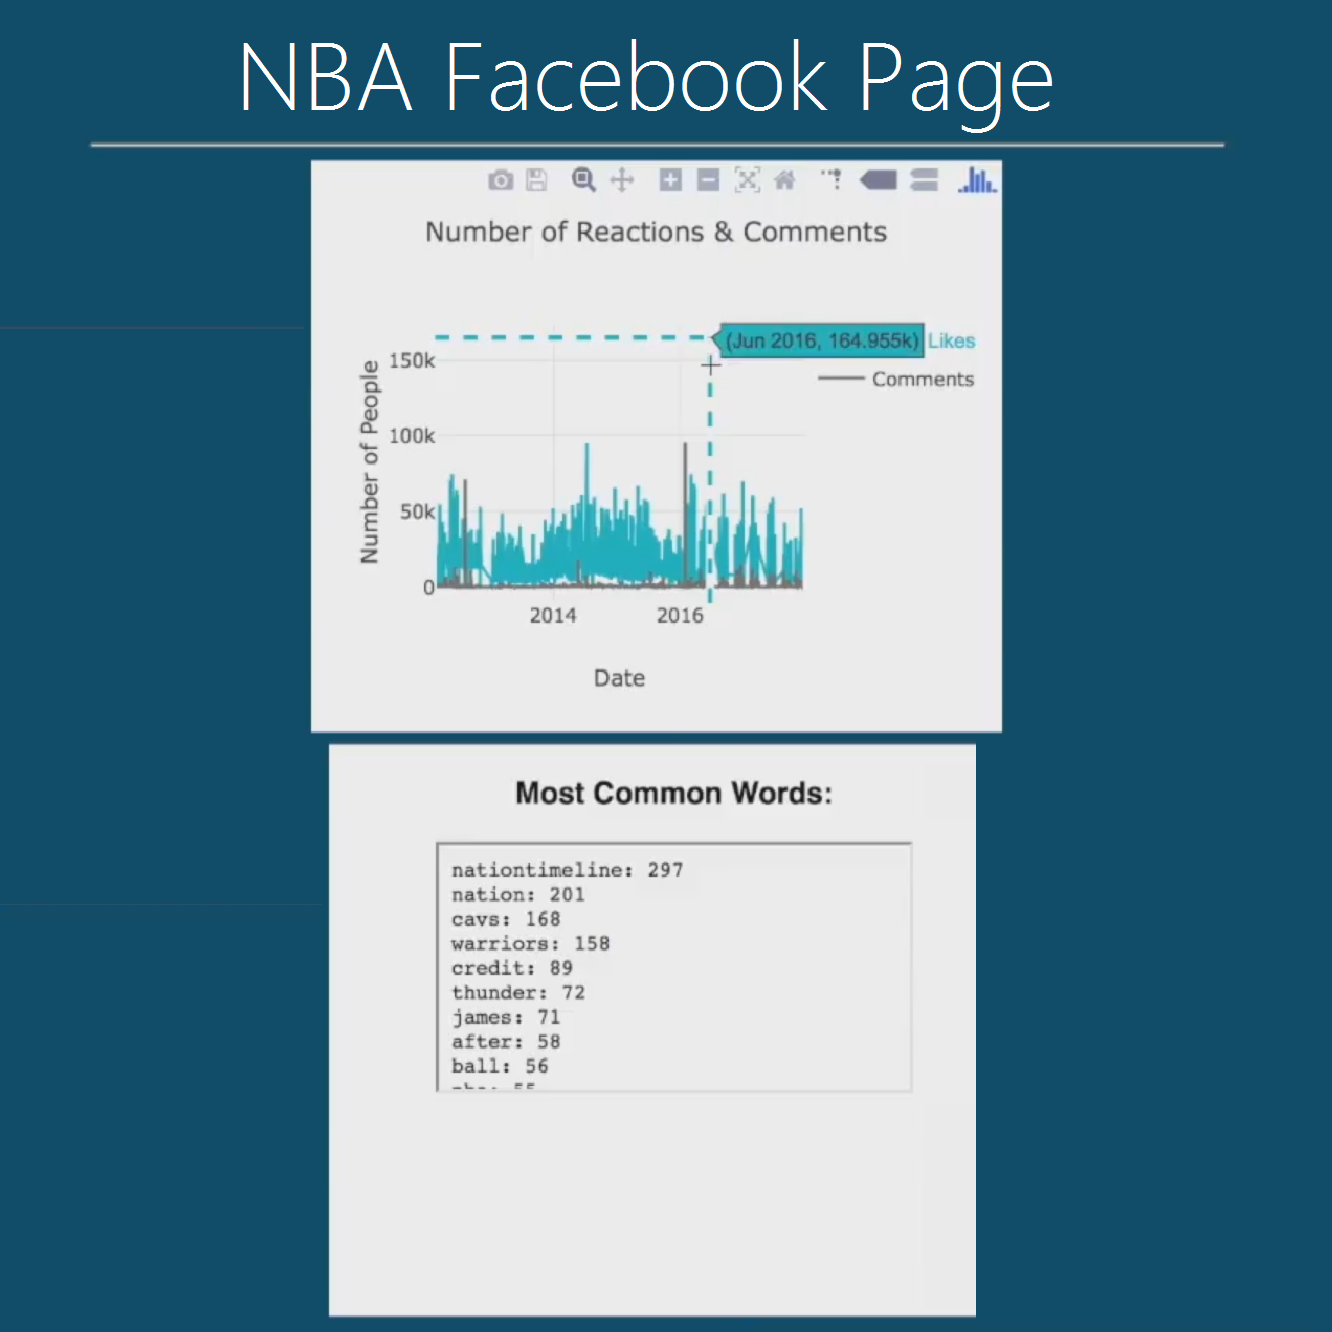 NBA Facebook Page
Number of Reactions & Comments
(Jun 2016, 164.955k) Likes
Comments
Number of People
150k
100k
50k
0
2014 2016
Date
Most Common Words:
nationtimeline: 297
nation: 201
cavs: 168
warriors: 158
credit: 89
thunder: 72
james: 71
after: 58
ball: 56